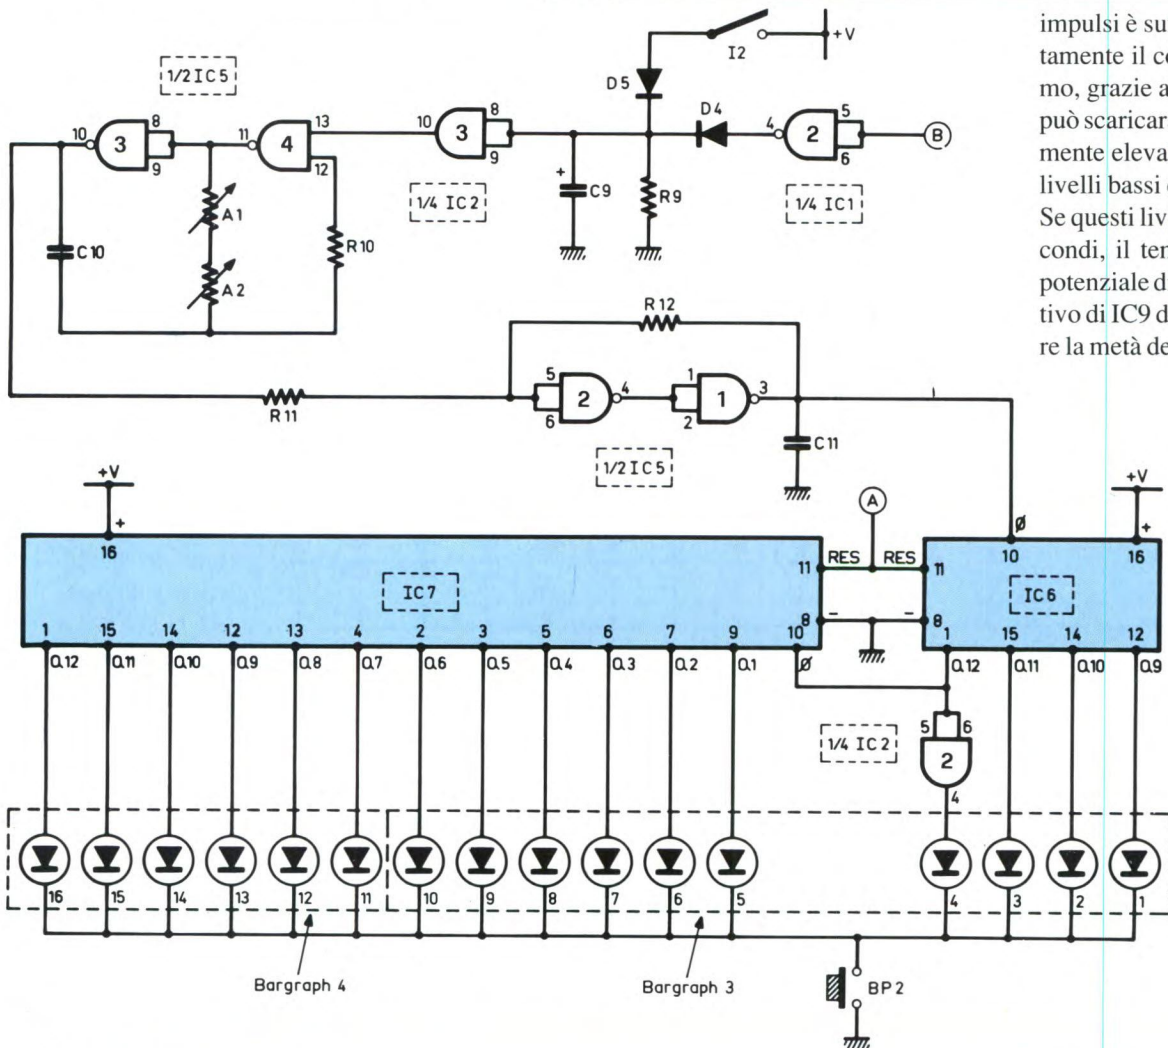 impulsi è su
tamente il co
mo, grazie a
può scaricar
mente eleva
livelli bassi
Se questi liv
condi, il ten
potenziale d
tivo di IC9 d
re la metà de
1/2 IC5
I2
+V
D5
10 3 8 9
11 4 13 12
10 3 8 9
D4
4 2 5 6
B
1/4 IC2
+
C9
R9
1/4 IC1
A1
A2
C10
R10
R12
R11
5 6 2 4
1 2 1 3
1/2 IC5
C11
+V
+
16
IC7
11 RES
A
RES 11
8 -
- 8
Ø
10
+V
+
16
IC6
1 15 14 12 13 4 2 3 5 6 7 9 10
1 15 14 12
Q.12 Q.11 Q.10 Q.9 Q.8 Q.7 Q.6 Q.5 Q.4 Q.3 Q.2 Q.1 Ø
Q.12 Q.11 Q.10 Q.9
1/4 IC2
5 6
2
4
16 15 14 13 12 11 10 9 8 7 6 5 4 3 2 1
Bargraph 4
Bargraph 3
BP2